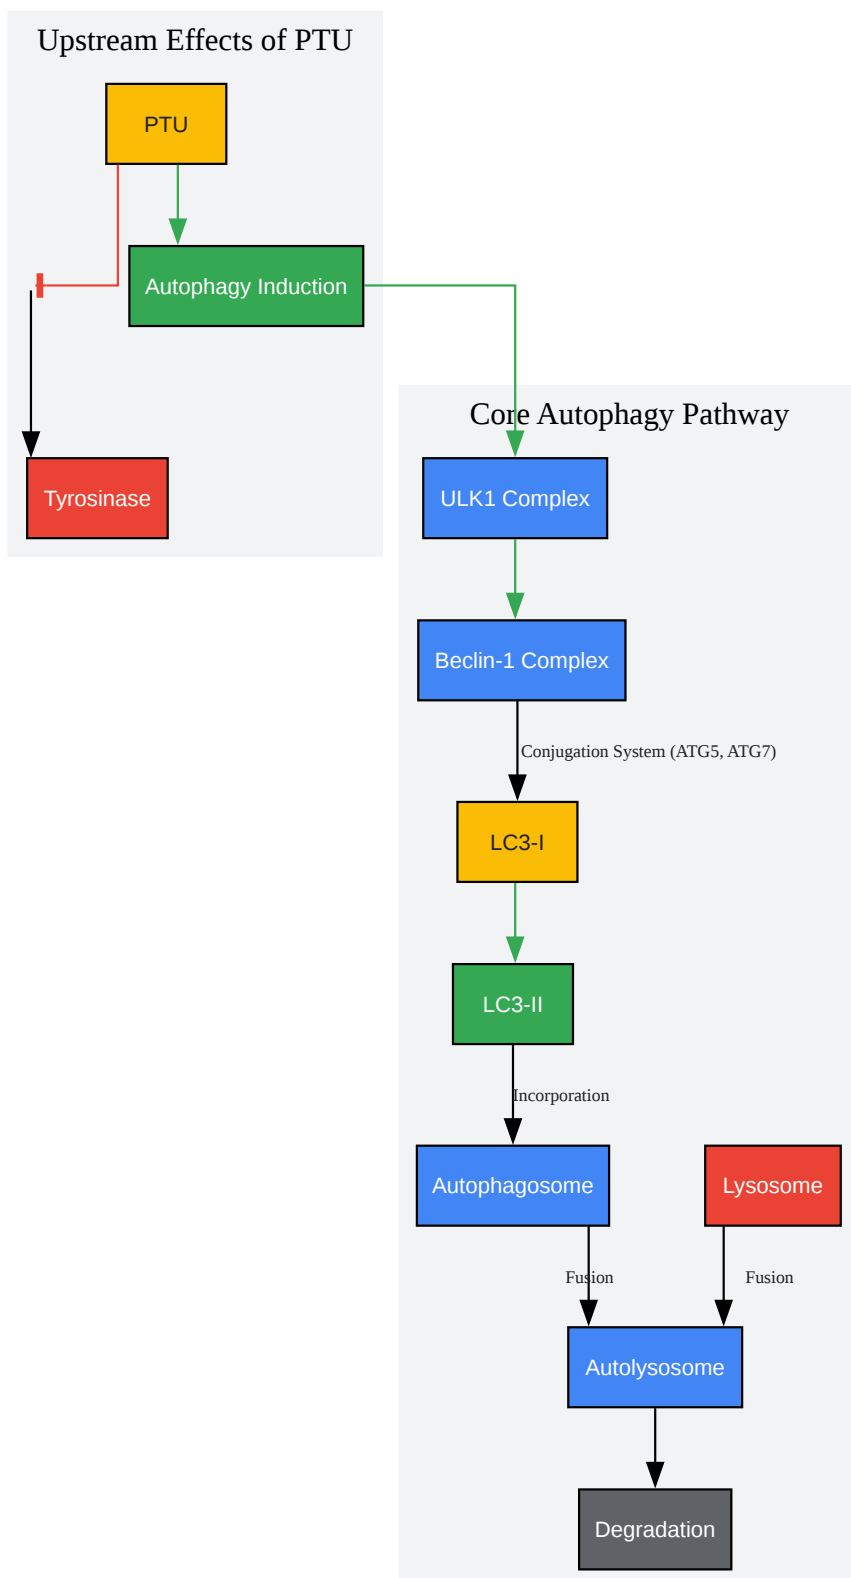 Upstream Effects of PTU
PTU
Autophagy Induction
Tyrosinase
Core Autophagy Pathway
ULK1 Complex
Beclin-1 Complex
Conjugation System (ATG5, ATG7)
LC3-I
LC3-II
Incorporation
Autophagosome
Lysosome
Fusion
Fusion
Autolysosome
Degradation